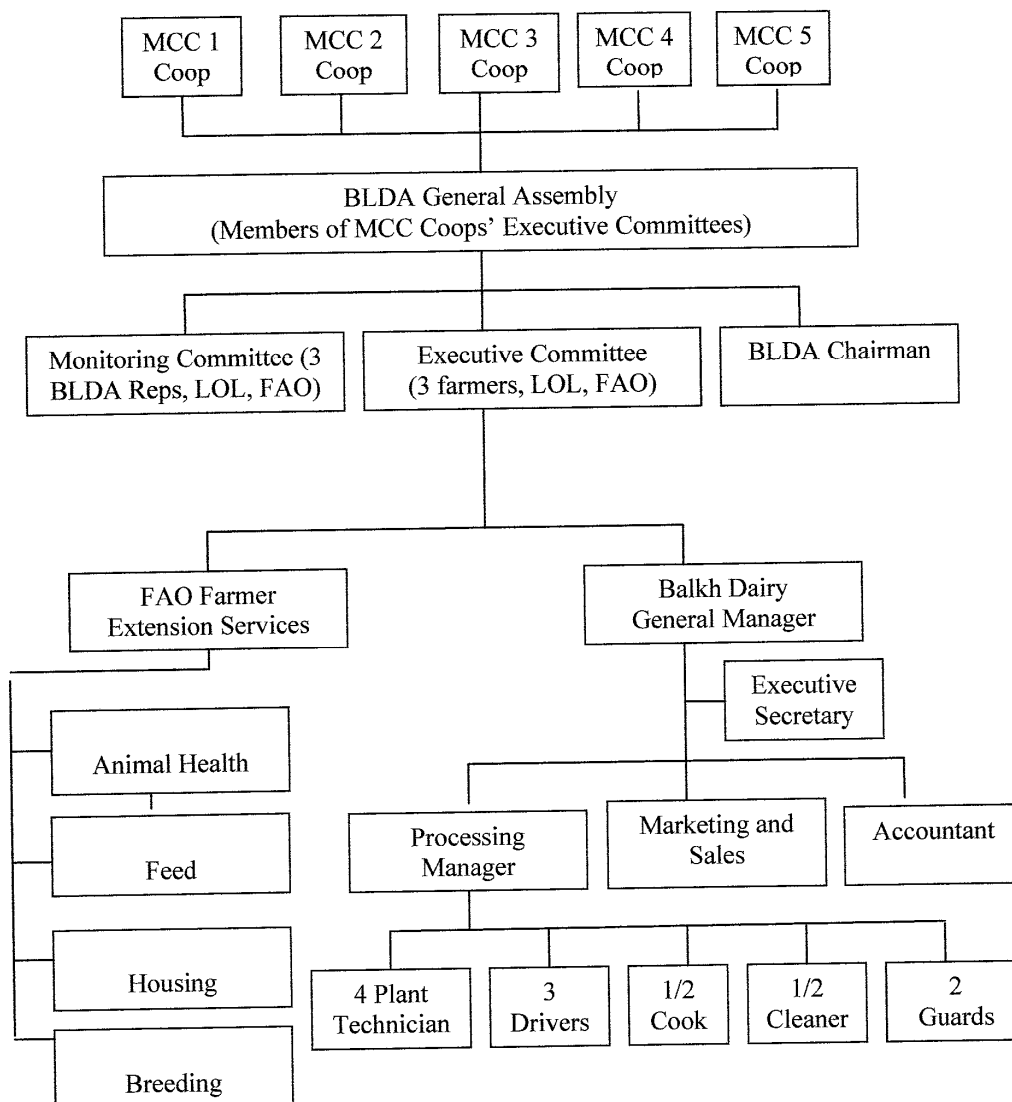 MCC 1
Coop
MCC 2
Coop
MCC 3
Coop
MCC 4
Coop
MCC 5
Coop
BLDA General Assembly
(Members of MCC Coops’ Executive Committees)
Monitoring Committee (3
BLDA Reps, LOL, FAO)
Executive Committee
(3 farmers, LOL, FAO)
BLDA Chairman
FAO Farmer
Extension Services
Balkh Dairy
General Manager
Executive
Secretary
Animal Health
Feed
Housing
Breeding
Processing
Manager
Marketing and
Sales
Accountant
4 Plant
Technician
3
Drivers
1/2
Cook
1/2
Cleaner
2
Guards